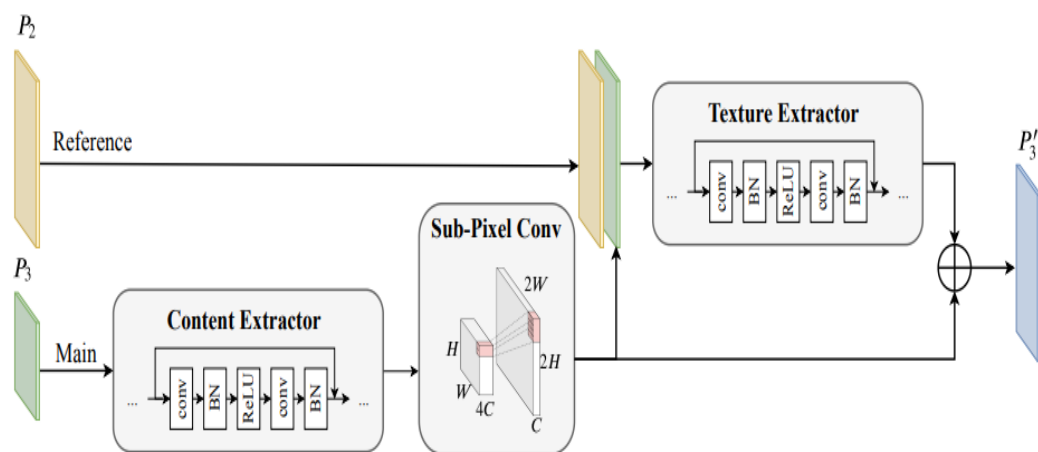 P₂
Reference
Texture Extractor
... conv BN ReLU conv BN ...
P₃′
Sub-Pixel Conv
2W
H
2H
W
4C
C
P₃
Main
Content Extractor
... conv BN ReLU conv BN ...